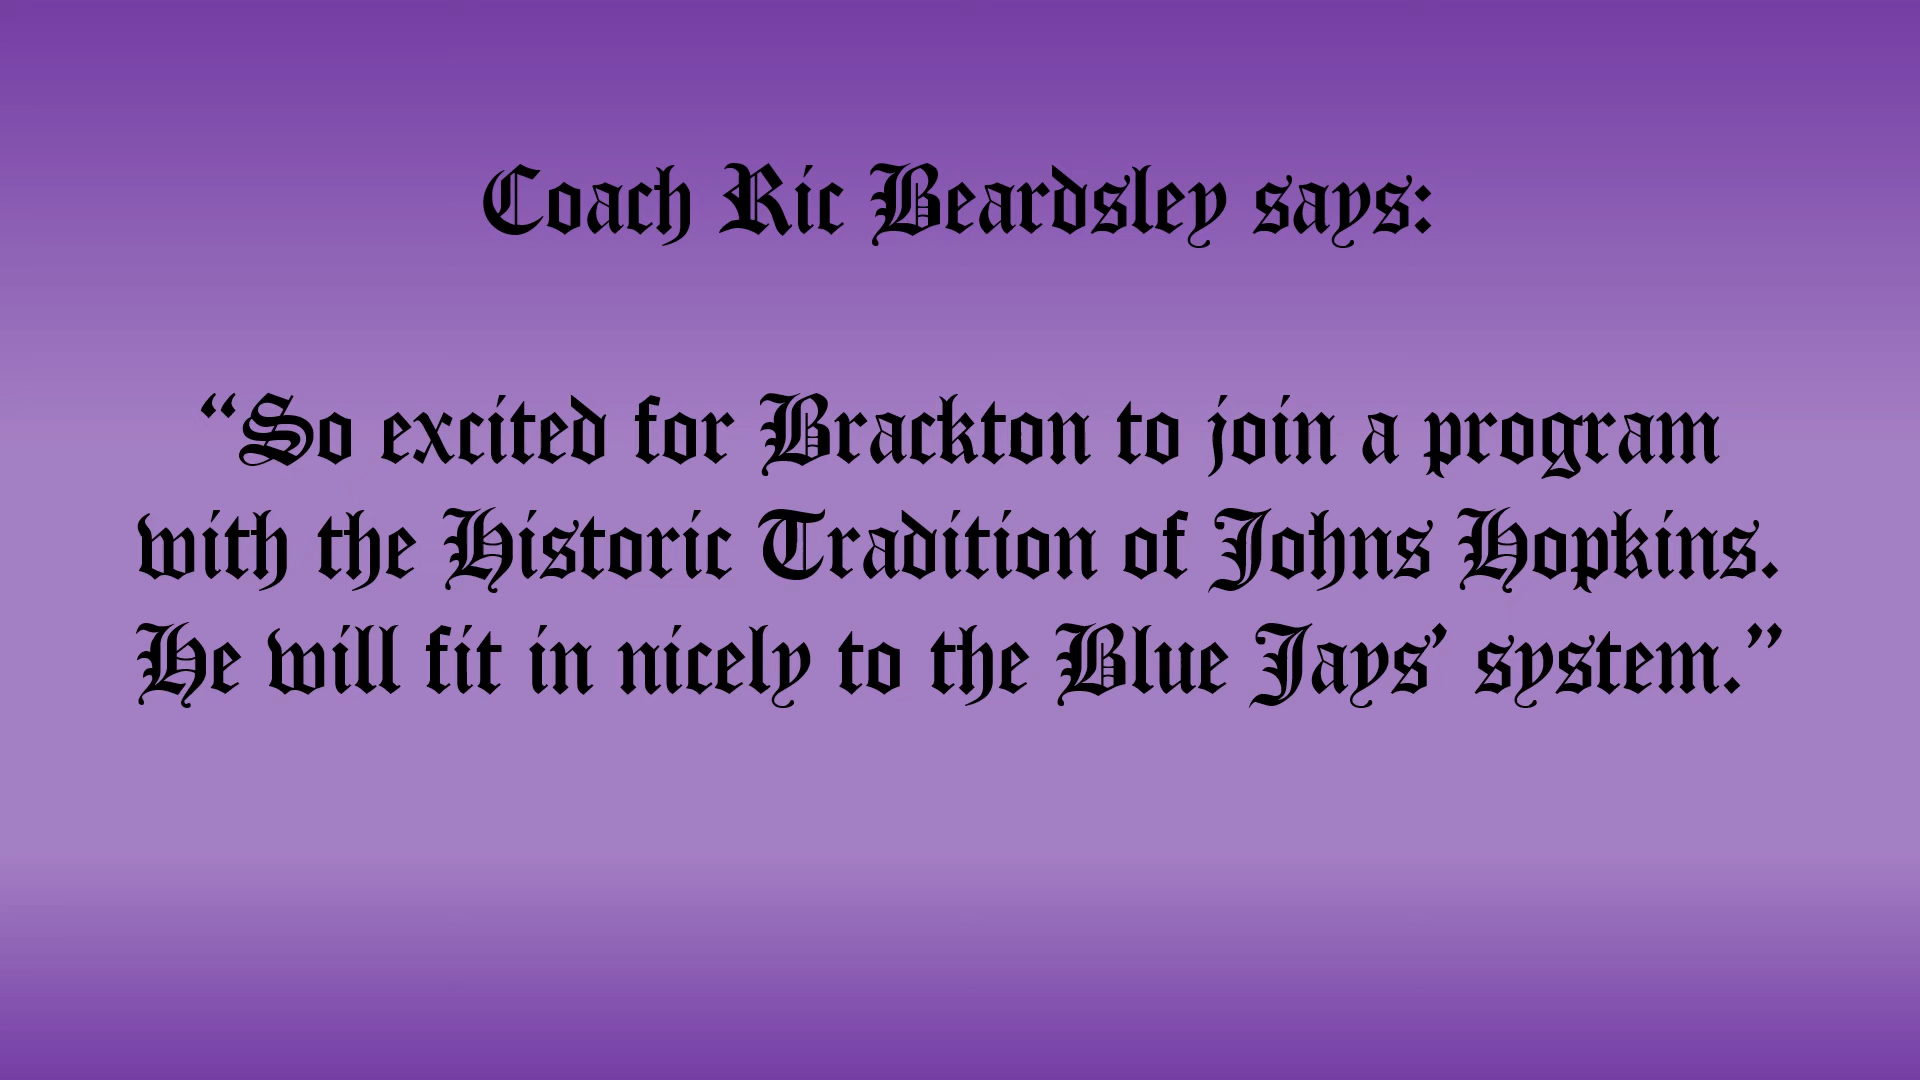 Coach Ric Beardsley says:
“So excited for Brackton to join a program
with the Historic Tradition of Johns Hopkins.
He will fit in nicely to the Blue Jays’ system.”